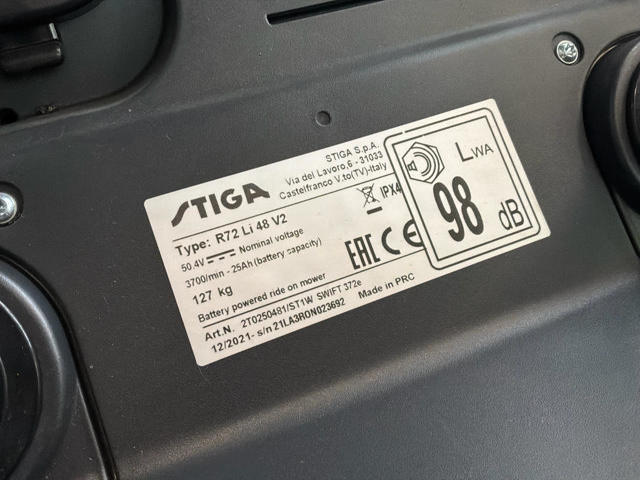 STIGA
STIGA S.p.A.
Via del Lavoro,6 - 31033
Castelfranco V.to(TV)-Italy
Type: R72 Li 48 V2
50.4V Nominal voltage
3700/min - 25Ah (battery capacity)
127 kg
IPX4
EAC CE
Battery powered ride on mower
Art.N. 2T0250481/ST1W SWIFT 372e
12/2021- s/n 21LA3RON023692 Made in PRC
LWA
98
dB